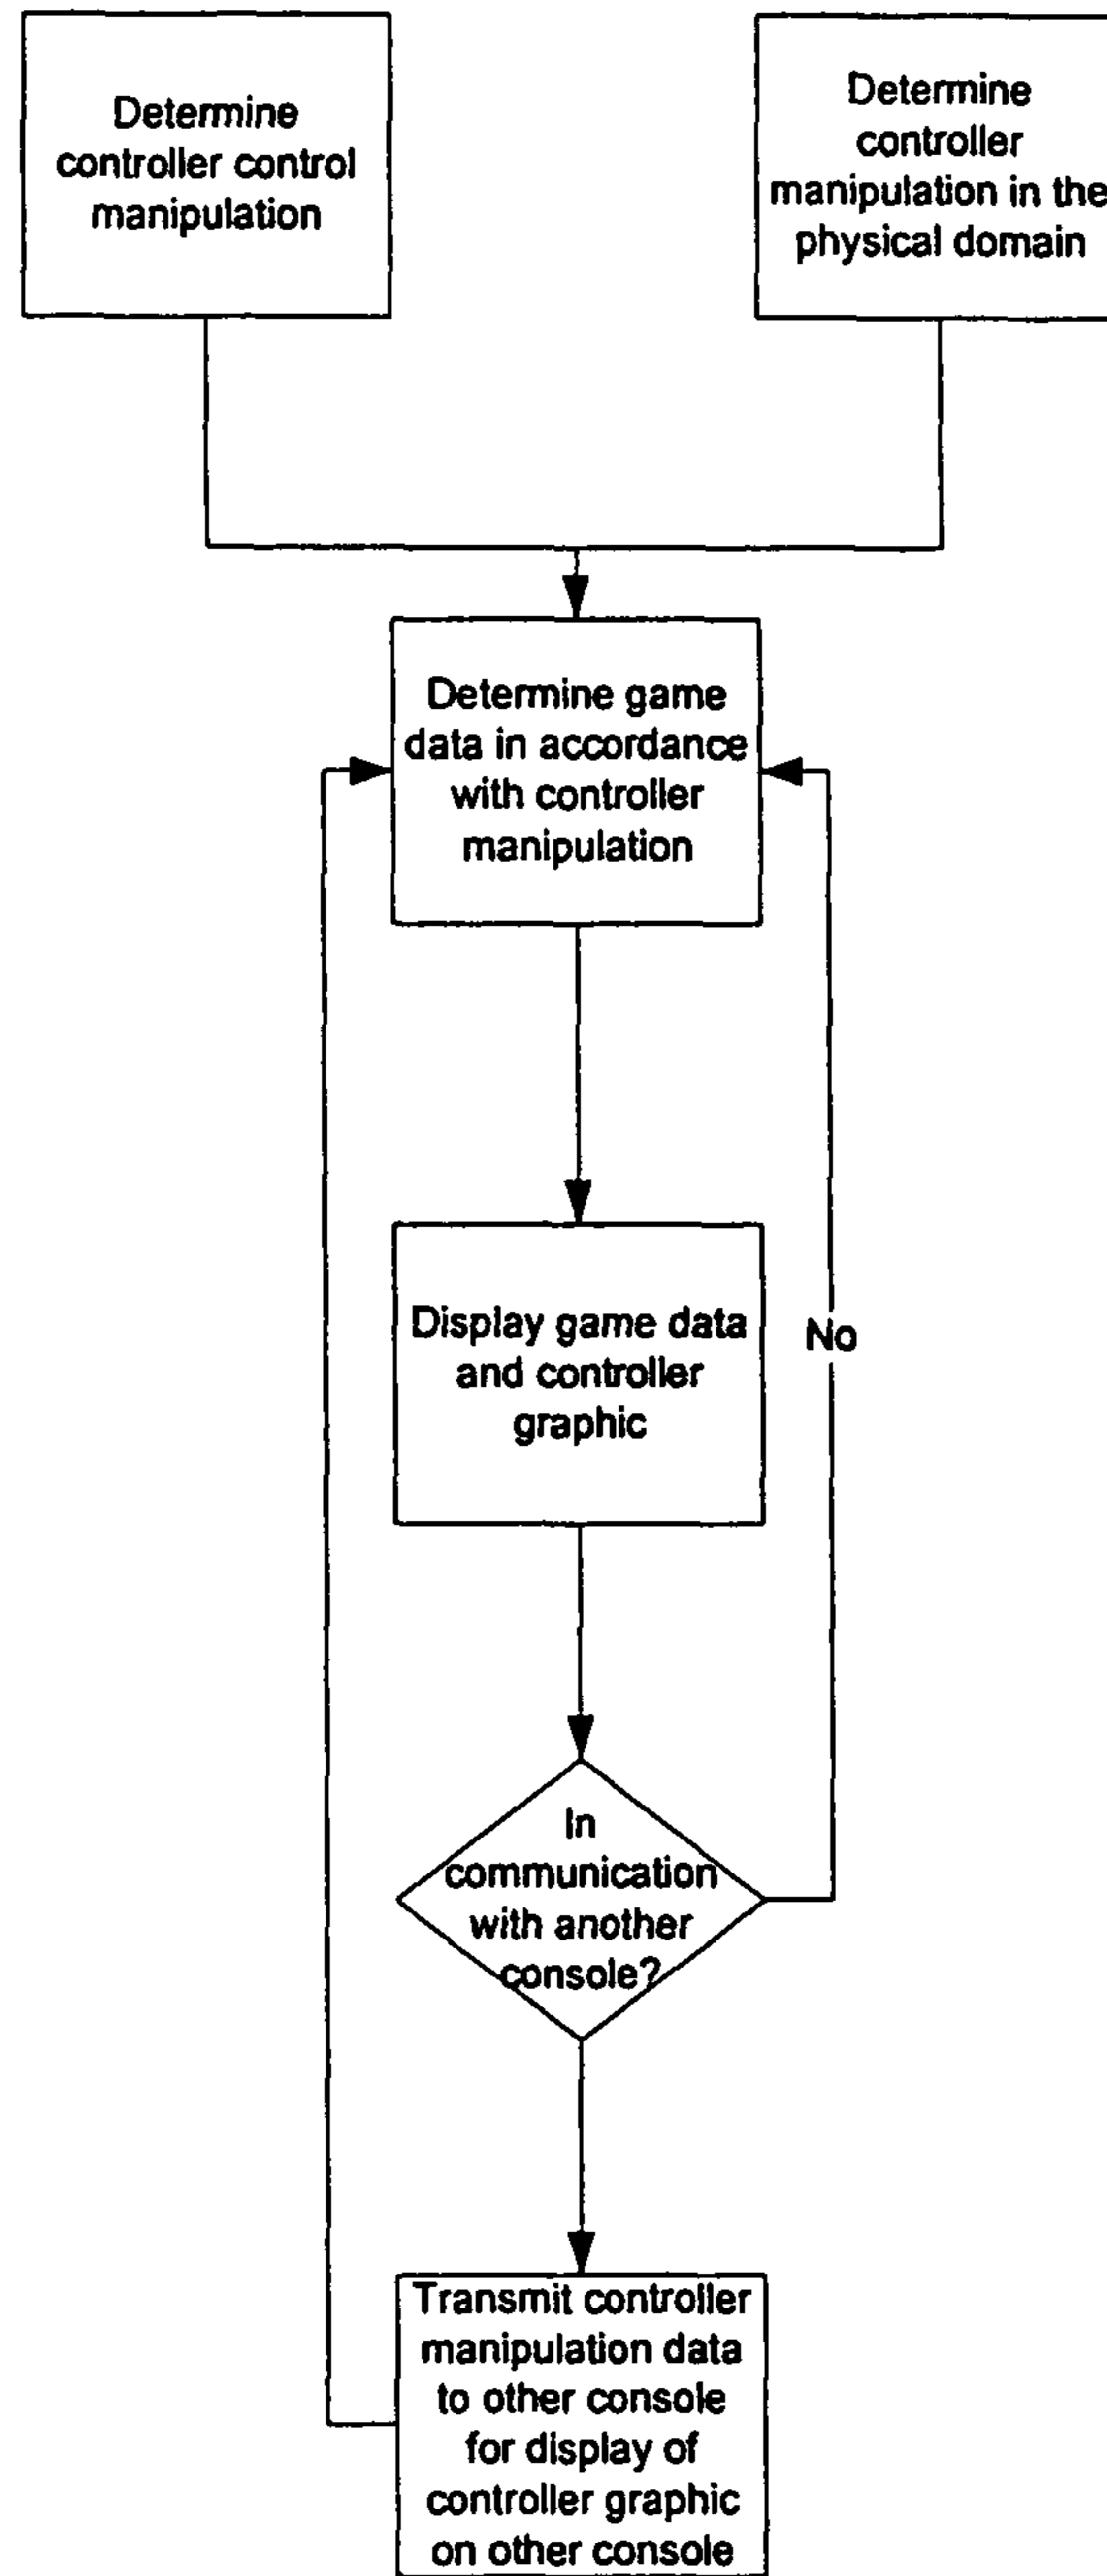 Determine
controller control
manipulation
Determine
controller
manipulation in the
physical domain
Determine game
data in accordance
with controller
manipulation
Display game data
and controller
graphic
No
In
communication
with another
console?
Transmit controller
manipulation data
to other console
for display of
controller graphic
on other console